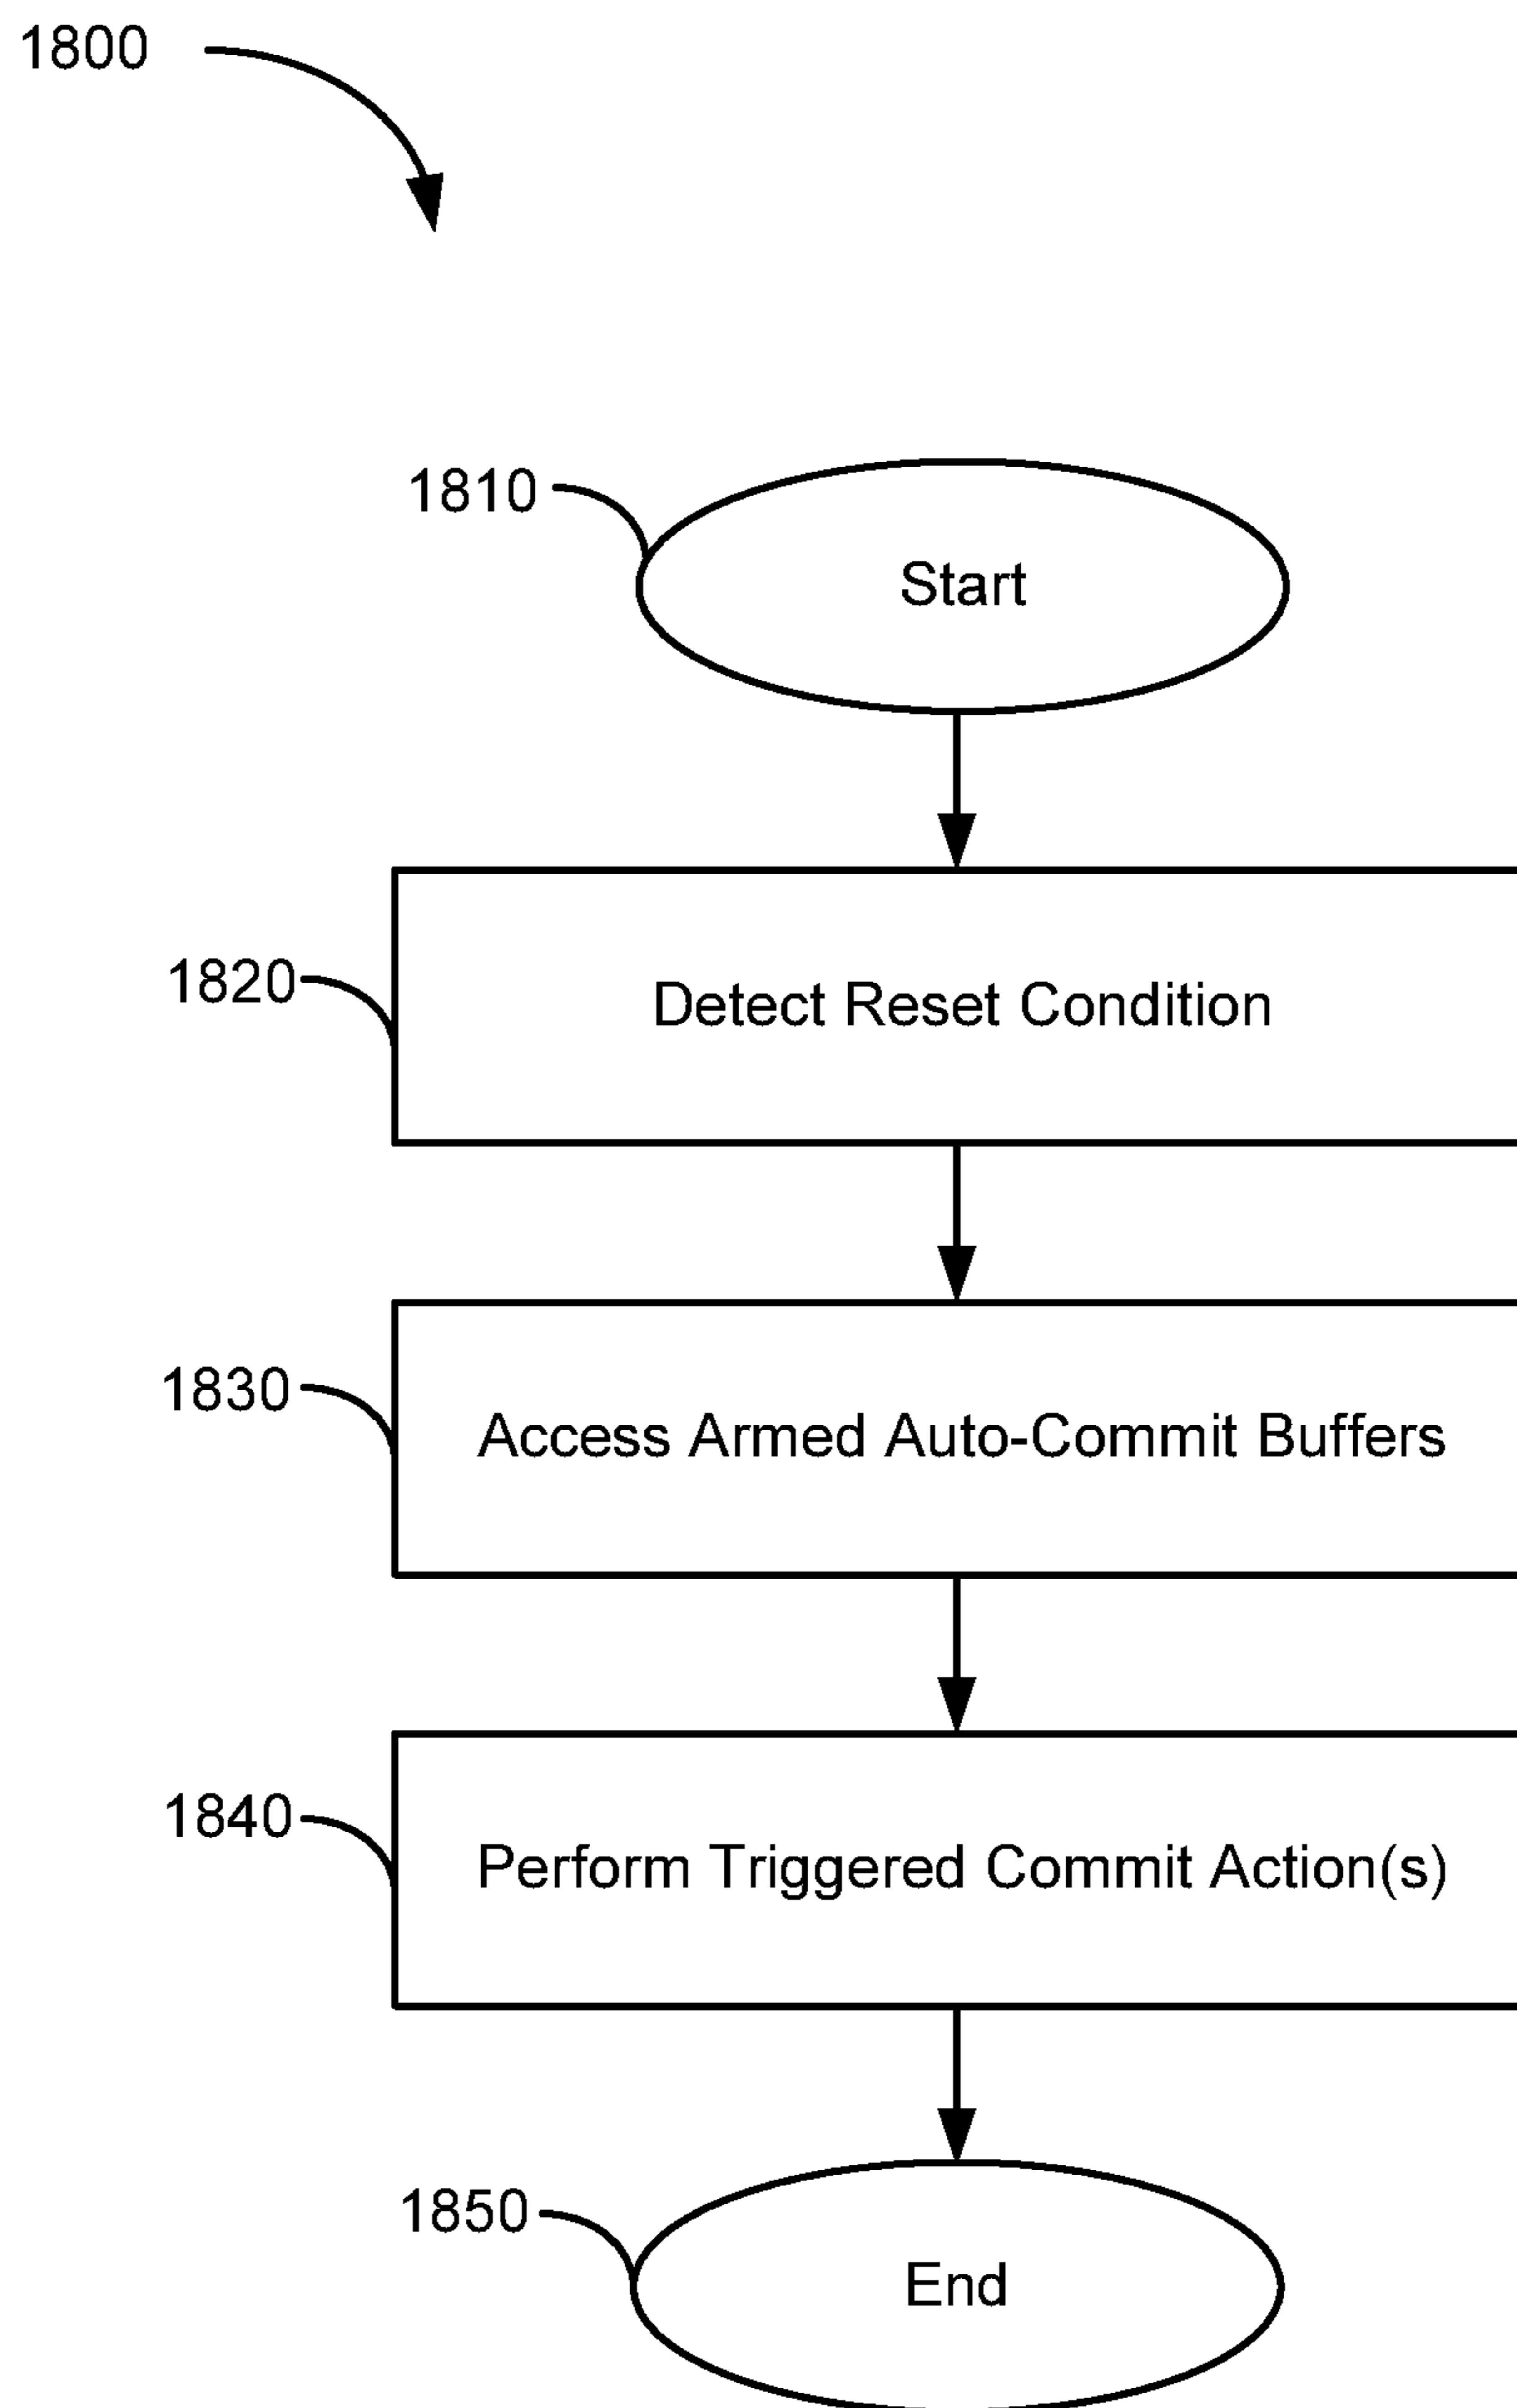 1800
1810
Start
1820
Detect Reset Condition
1830
Access Armed Auto-Commit Buffers
1840
Perform Triggered Commit Action(s)
1850
End